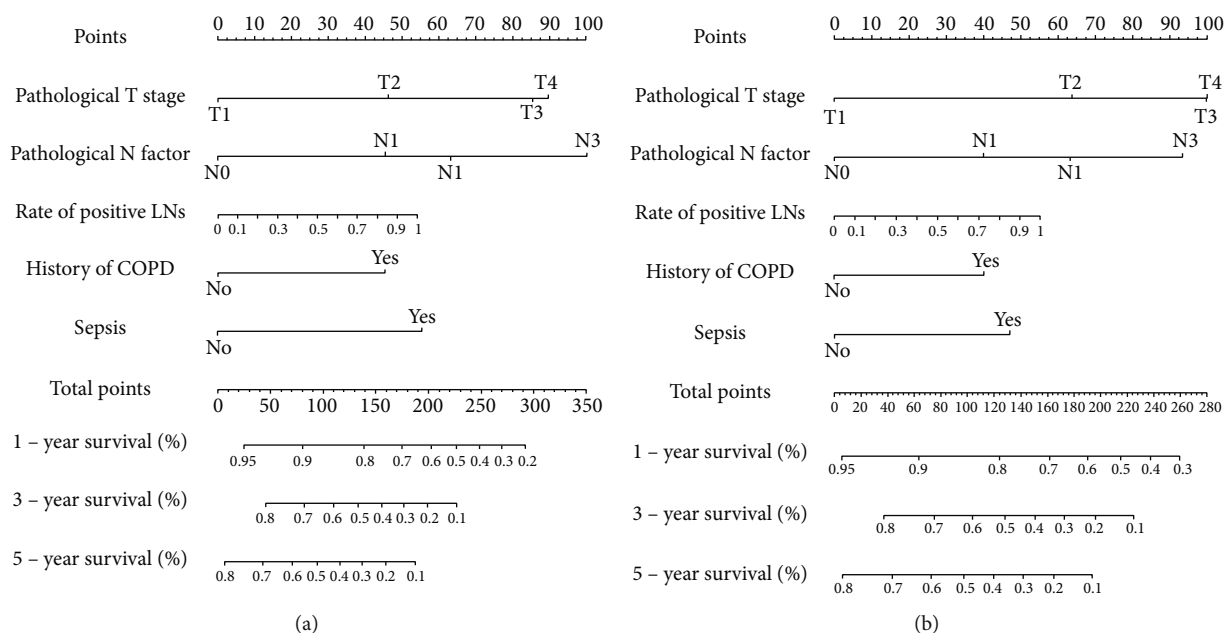 0 10 20 30 40 50 60 70 80 90 100
Points
T2 T4
Pathological T stage
T1 T3
N1 N3
Pathological N factor
N0 N1
Rate of positive LNs
0 0.1 0.3 0.5 0.7 0.9 1
Yes
History of COPD
No
Yes
Sepsis
No
Total points
0 50 100 150 200 250 300 350
1 – year survival (%)
0.95 0.9 0.8 0.7 0.6 0.5 0.4 0.3 0.2
3 – year survival (%)
0.8 0.7 0.6 0.5 0.4 0.3 0.2 0.1
5 – year survival (%)
0.8 0.7 0.6 0.5 0.4 0.3 0.2 0.1
(a)
0 10 20 30 40 50 60 70 80 90 100
Points
T2 T4
Pathological T stage
T1 T3
N1 N3
Pathological N factor
N0 N1
Rate of positive LNs
0 0.1 0.3 0.5 0.7 0.9 1
Yes
History of COPD
No
Yes
Sepsis
No
Total points
0 20 40 60 80 100 120 140 160 180 200 220 240 260 280
1 – year survival (%)
0.95 0.9 0.8 0.7 0.6 0.5 0.4 0.3
3 – year survival (%)
0.8 0.7 0.6 0.5 0.4 0.3 0.2 0.1
5 – year survival (%)
0.8 0.7 0.6 0.5 0.4 0.3 0.2 0.1
(b)